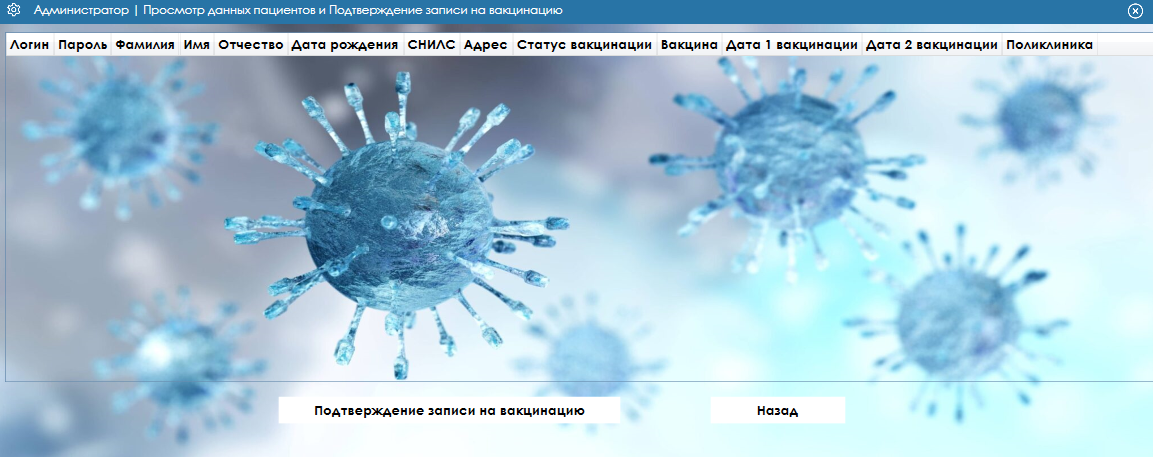 Администратор | Просмотр данных пациентов и Подтверждение записи на вакцинацию
Логин Пароль Фамилия Имя Отчество Дата рождения СНИЛС Адрес Статус вакцинации Вакцина Дата 1 вакцинации Дата 2 вакцинации Поликлиника
Подтверждение записи на вакцинацию Назад